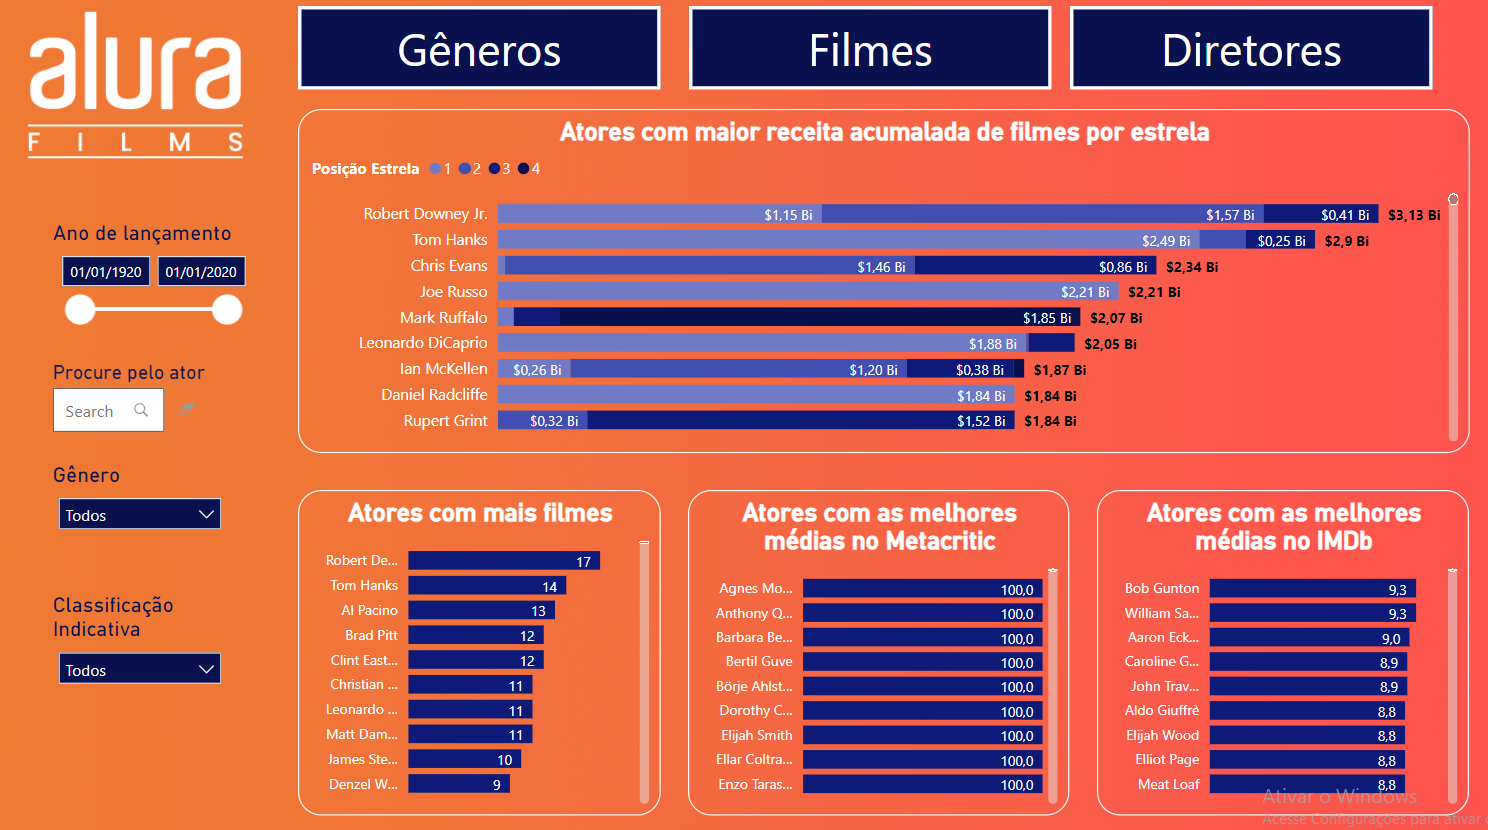 alura
FILMS
Gêneros
Filmes
Diretores
Ano de lançamento
01/01/1920 01/01/2020
Procure pelo ator
Search
Gênero
Todos
Classificação
Indicativa
Todos
Atores com maior receita acumalada de filmes por estrela
Posição Estrela 1 2 3 4
Robert Downey Jr. $1,15 Bi $1,57 Bi $0,41 Bi $3,13 Bi
Tom Hanks $2,49 Bi $0,25 Bi $2,9 Bi
Chris Evans $1,46 Bi $0,86 Bi $2,34 Bi
Joe Russo $2,21 Bi $2,21 Bi
Mark Ruffalo $1,85 Bi $2,07 Bi
Leonardo DiCaprio $1,88 Bi $2,05 Bi
Ian McKellen $0,26 Bi $1,20 Bi $0,38 Bi $1,87 Bi
Daniel Radcliffe $1,84 Bi $1,84 Bi
Rupert Grint $0,32 Bi $1,52 Bi $1,84 Bi
Atores com mais filmes
Robert De... 17
Tom Hanks 14
Al Pacino 13
Brad Pitt 12
Clint East... 12
Christian ... 11
Leonardo ... 11
Matt Dam... 11
James Ste... 10
Denzel W... 9
Atores com as melhores
médias no Metacritic
Agnes Mo... 100,0
Anthony Q... 100,0
Barbara Be... 100,0
Bertil Guve 100,0
Börje Ahlst... 100,0
Dorothy C... 100,0
Elijah Smith 100,0
Ellar Coltra... 100,0
Enzo Taras... 100,0
Atores com as melhores
médias no IMDb
Bob Gunton 9,3
William Sa... 9,3
Aaron Eck... 9,0
Caroline G... 8,9
John Trav... 8,9
Aldo Giuffrè 8,8
Elijah Wood 8,8
Elliot Page 8,8
Meat Loaf 8,8
Ativar o Windows
Acesse Configurações para ativar